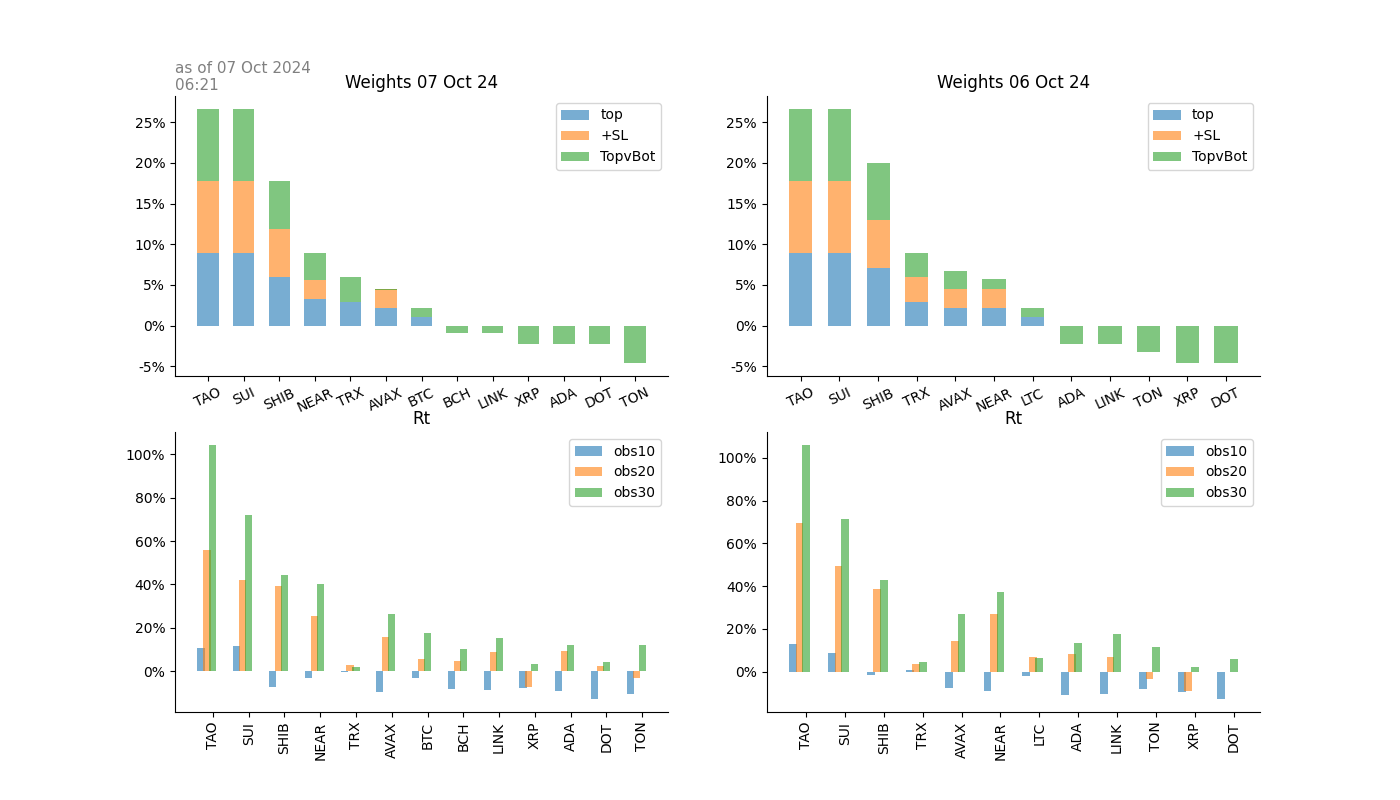 as of 07 Oct 2024
06:21
Weights 07 Oct 24
25%
20%
15%
10%
5%
0%
-5%
top
+SL
TopvBot
TAO SUI SHIB NEAR TRX AVAX BTC BCH LINK XRP ADA DOT TON
Weights 06 Oct 24
25%
20%
15%
10%
5%
0%
-5%
top
+SL
TopvBot
TAO SUI SHIB TRX AVAX NEAR LTC ADA LINK TON XRP DOT
Rt
100%
80%
60%
40%
20%
0%
obs10
obs20
obs30
TAO SUI SHIB NEAR TRX AVAX BTC BCH LINK XRP ADA DOT TON
Rt
100%
80%
60%
40%
20%
0%
obs10
obs20
obs30
TAO SUI SHIB TRX AVAX NEAR LTC ADA LINK TON XRP DOT